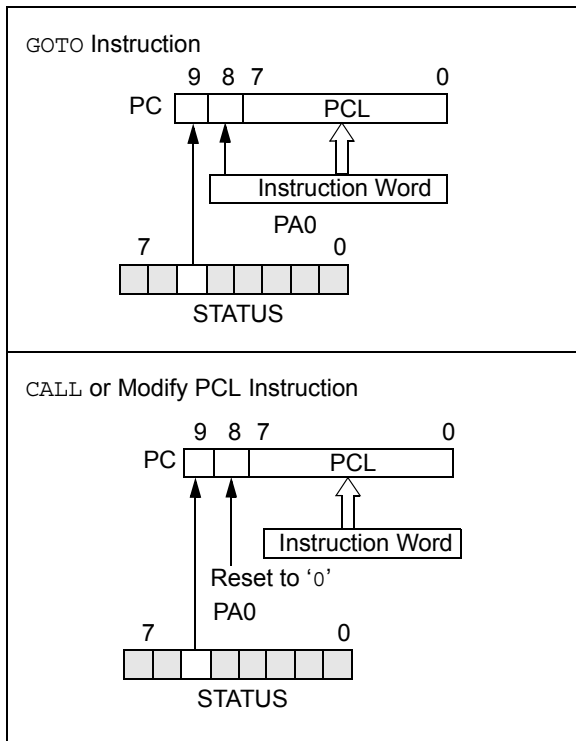 GOTO Instruction
9 8 7 0
PC PCL
Instruction Word
PA0
7 0
STATUS
CALL or Modify PCL Instruction
9 8 7 0
PC PCL
Instruction Word
Reset to ‘0’
PA0
7 0
STATUS